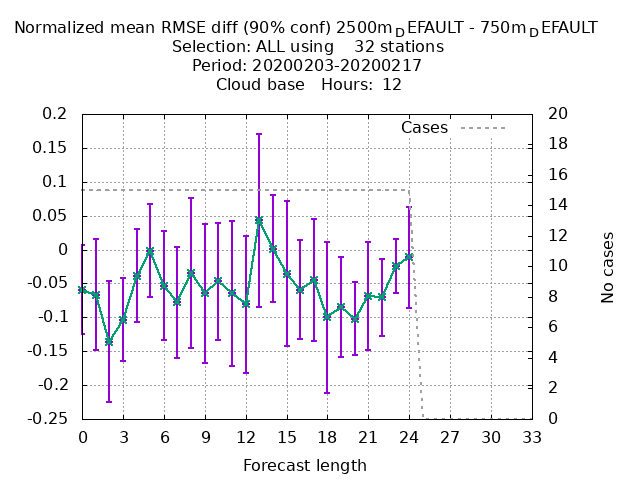 Normalized mean RMSE diff (90% conf) 2500m_DEFAULT - 750m_DEFAULT
Selection: ALL using 32 stations
Period: 20200203-20200217
Cloud base Hours: 12
Cases
0.2
0.15
0.1
0.05
0
-0.05
-0.1
-0.15
-0.2
-0.25
20
18
16
14
12
10
8
6
4
2
0
No cases
0 3 6 9 12 15 18 21 24 27 30 33
Forecast length